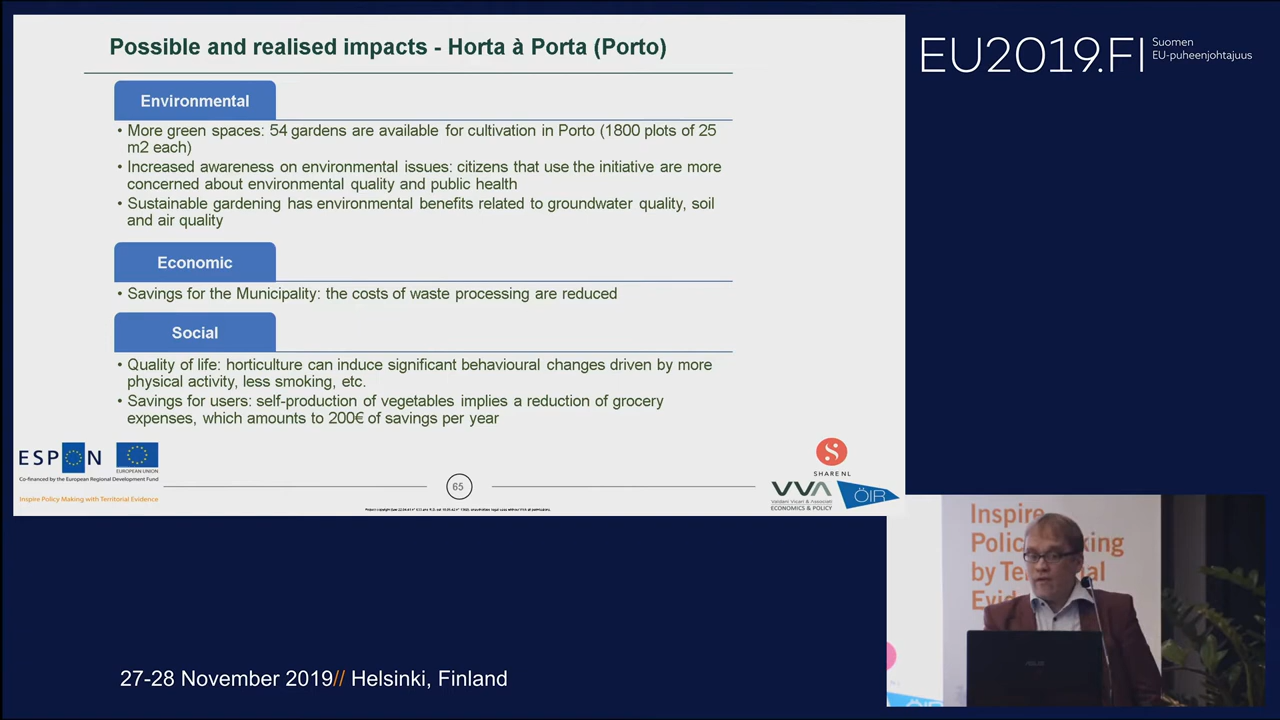 Possible and realised impacts - Horta à Porta (Porto)
EU2019.FI
Suomen
EU-puheenjohtajuus
Environmental
• More green spaces: 54 gardens are available for cultivation in Porto (1800 plots of 25
m2 each)
• Increased awareness on environmental issues: citizens that use the initiative are more
concerned about environmental quality and public health
• Sustainable gardening has environmental benefits related to groundwater quality, soil
and air quality
Economic
• Savings for the Municipality: the costs of waste processing are reduced
Social
• Quality of life: horticulture can induce significant behavioural changes driven by more
physical activity, less smoking, etc.
• Savings for users: self-production of vegetables implies a reduction of grocery
expenses, which amounts to 200€ of savings per year
ESPON
EUROPEAN UNION
Co-financed by the European Regional Development Fund
Inspire Policy Making with Territorial Evidence
65
S
SHARE NL
VVA
ECONOMICS & POLICY
ÖIR
Inspire
Polic king
by Te al
Evid
ASUS
27-28 November 2019// Helsinki, Finland